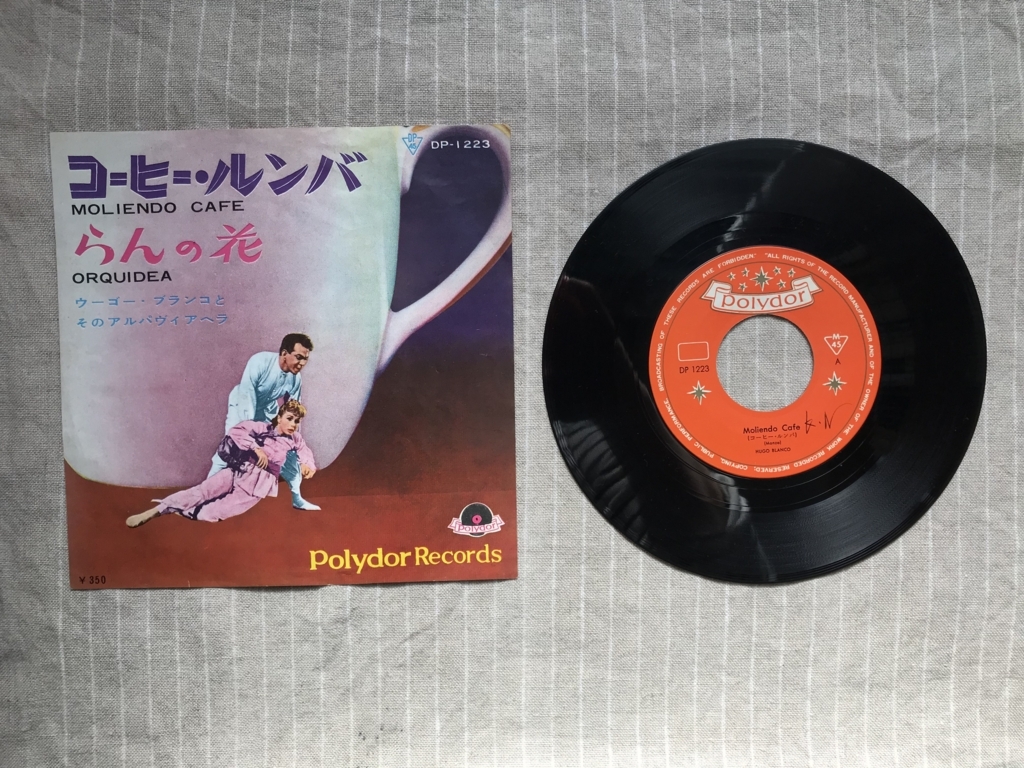 DP
45
DP-1223
コーヒー・ルンバ
MOLIENDO CAFE
らんの花
ORQUIDEA
ウーゴー・ブランコと
そのアルパヴィアヘラ
polydor
Polydor Records
¥350
polydor
BROADCASTING OF THESE RECORDS ARE FORBIDDEN" "ALL RIGHTS OF THE RECORD MANUFACTURER AND OF THE OWNER OF THE WORK RECORDED RESERVED; COPYING, PUBLIC PERFORMANCE,
DP 1223
M-
45
A
Moliendo Cafe
[コーヒー・ルンバ]
HUGO BLANCO